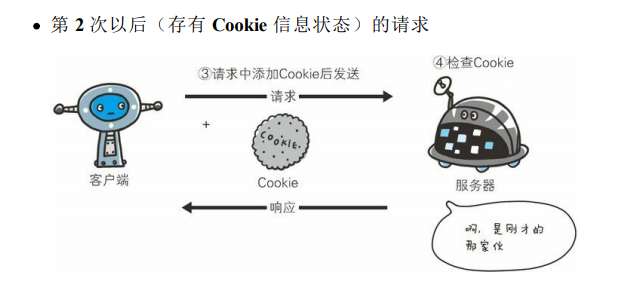 • 第 2 次以后（存有 Cookie 信息状态）的请求
③请求中添加Cookie后发送
④检查Cookie
请求
+
COOKIE.
客户端
Cookie
服务器
响应
啊，是刚才的
那家伙